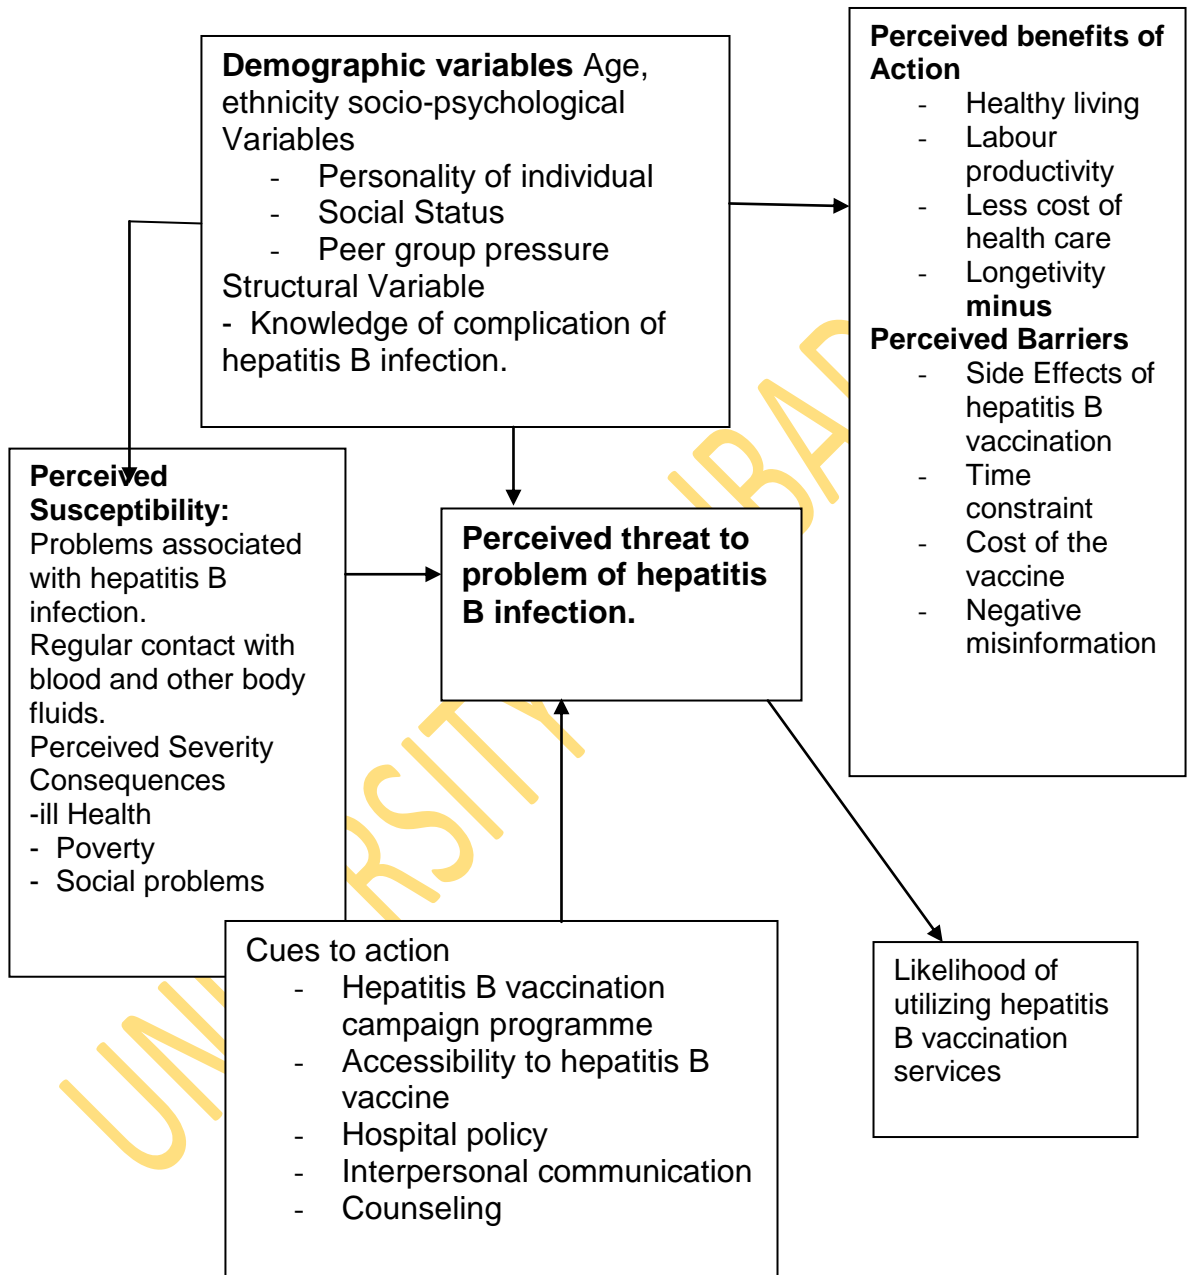 Demographic variables Age,
ethnicity socio-psychological
Variables
- Personality of individual
- Social Status
- Peer group pressure
Structural Variable
- Knowledge of complication of
hepatitis B infection.
Perceived benefits of
Action
- Healthy living
- Labour
productivity
- Less cost of
health care
- Longetivity
minus
Perceived Barriers
- Side Effects of
hepatitis B
vaccination
- Time
constraint
- Cost of the
vaccine
- Negative
misinformation
Perceived
Susceptibility:
Problems associated
with hepatitis B
infection.
Regular contact with
blood and other body
fluids.
Perceived Severity
Consequences
-ill Health
- Poverty
- Social problems
Perceived threat to
problem of hepatitis
B infection.
Cues to action
- Hepatitis B vaccination
campaign programme
- Accessibility to hepatitis B
vaccine
- Hospital policy
- Interpersonal communication
- Counseling
Likelihood of
utilizing hepatitis
B vaccination
services